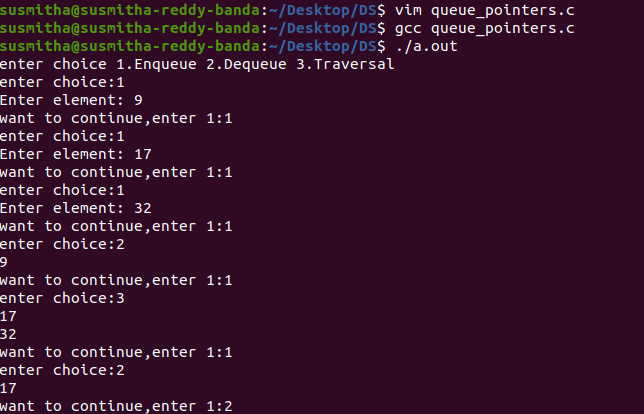 susmitha@susmitha-reddy-banda:~/Desktop/DS$ vim queue_pointers.c
susmitha@susmitha-reddy-banda:~/Desktop/DS$ gcc queue_pointers.c
susmitha@susmitha-reddy-banda:~/Desktop/DS$ ./a.out
enter choice 1.Enqueue 2.Dequeue 3.Traversal
enter choice:1
Enter element: 9
want to continue,enter 1:1
enter choice:1
Enter element: 17
want to continue,enter 1:1
enter choice:1
Enter element: 32
want to continue,enter 1:1
enter choice:2
9
want to continue,enter 1:1
enter choice:3
17
32
want to continue,enter 1:1
enter choice:2
17
want to continue,enter 1:2